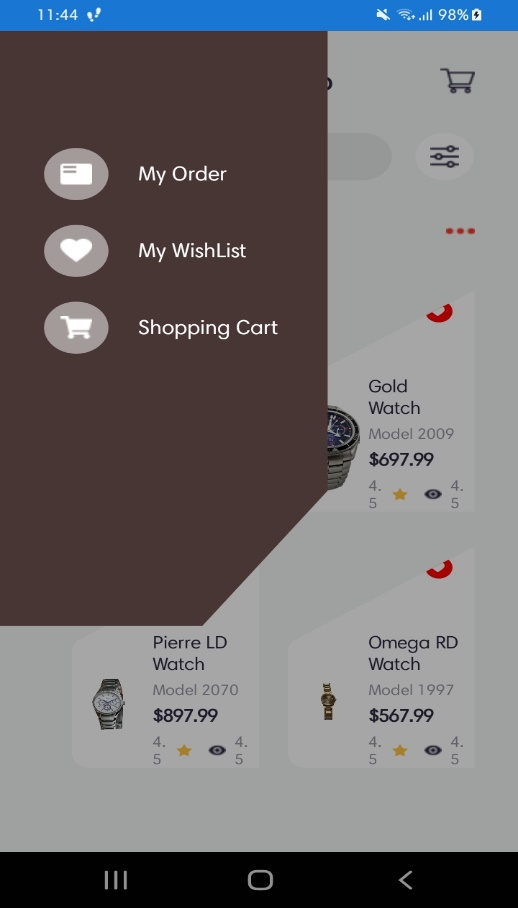 11:44
98%
My Order
My WishList
Shopping Cart
Gold
Watch
Model 2009
$697.99
4.
5
4.
5
Pierre LD
Watch
Model 2070
$897.99
4.
5
4.
5
Omega RD
Watch
Model 1997
$567.99
4.
5
4.
5